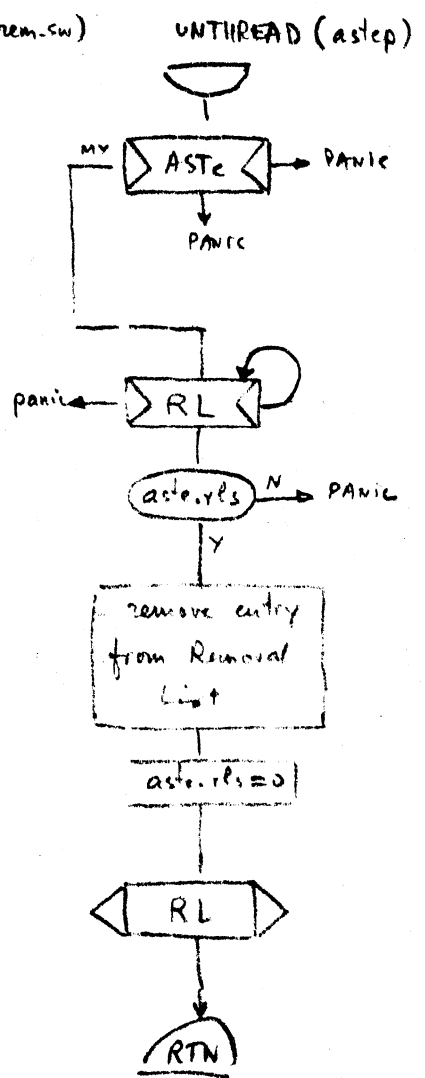 rem-sw) UNTHREAD (astep)
MY ASTe PANIC
PANIC
panic RL
aste.rls N PANIC
Y
remove entry
from Removal
List
aste.rls=0
RL
RTN